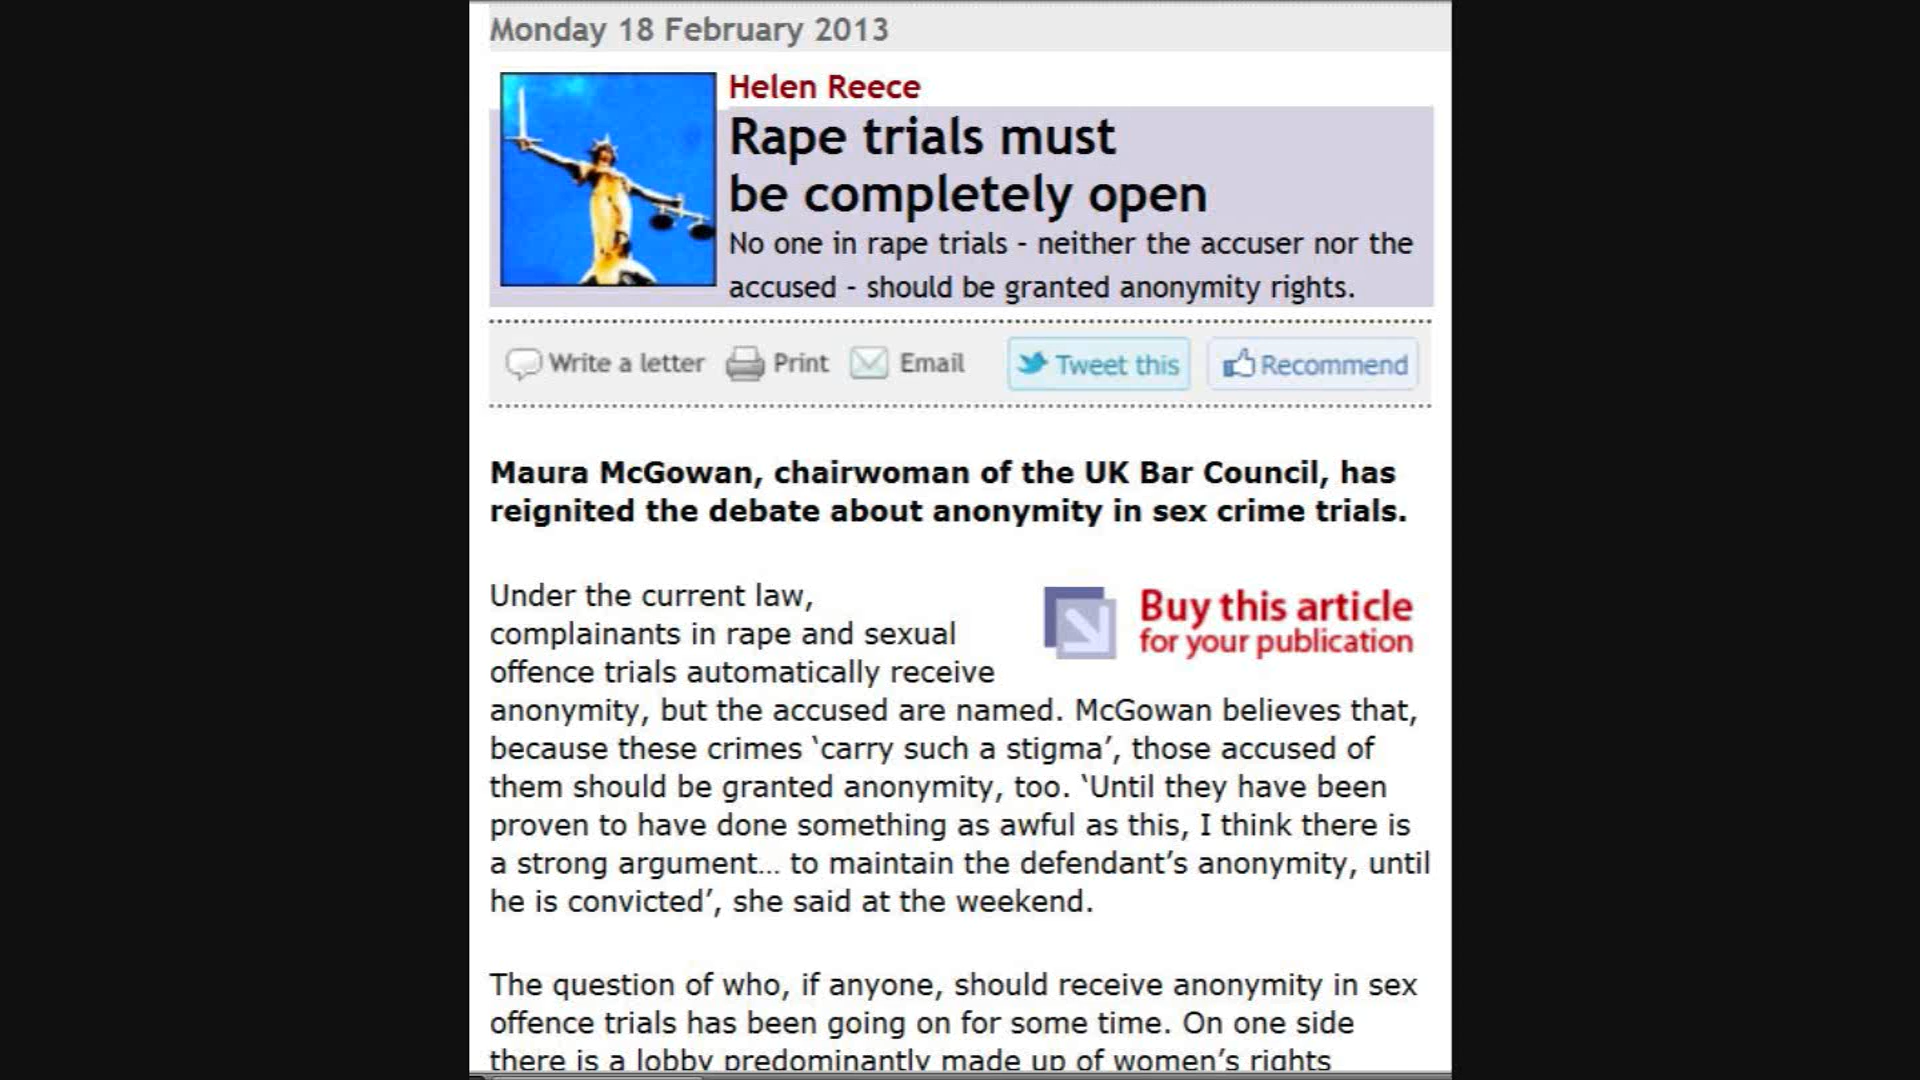 Monday 18 February 2013
Helen Reece
Rape trials must
be completely open
No one in rape trials - neither the accuser nor the
accused - should be granted anonymity rights.
Write a letter Print Email Tweet this Recommend
Maura McGowan, chairwoman of the UK Bar Council, has
reignited the debate about anonymity in sex crime trials.
Buy this article
for your publication
Under the current law,
complainants in rape and sexual
offence trials automatically receive
anonymity, but the accused are named. McGowan believes that,
because these crimes ‘carry such a stigma’, those accused of
them should be granted anonymity, too. ‘Until they have been
proven to have done something as awful as this, I think there is
a strong argument… to maintain the defendant’s anonymity, until
he is convicted’, she said at the weekend.
The question of who, if anyone, should receive anonymity in sex
offence trials has been going on for some time. On one side
there is a lobby predominantly made up of women’s rights